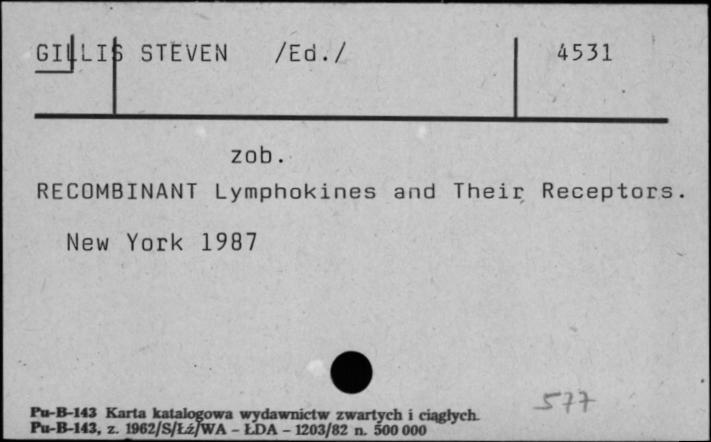 GILLIS STEVEN /Ed./ 4531
zob.
RECOMBINANT Lymphokines and Their Receptors.
New York 1987
577
Pu-B-143 Karta katalogowa wydawnictw zwartych i ciągłych.
Pu-B-143, z. 1962/S/Łź/WA - ŁDA - 1203/82 n. 500 000